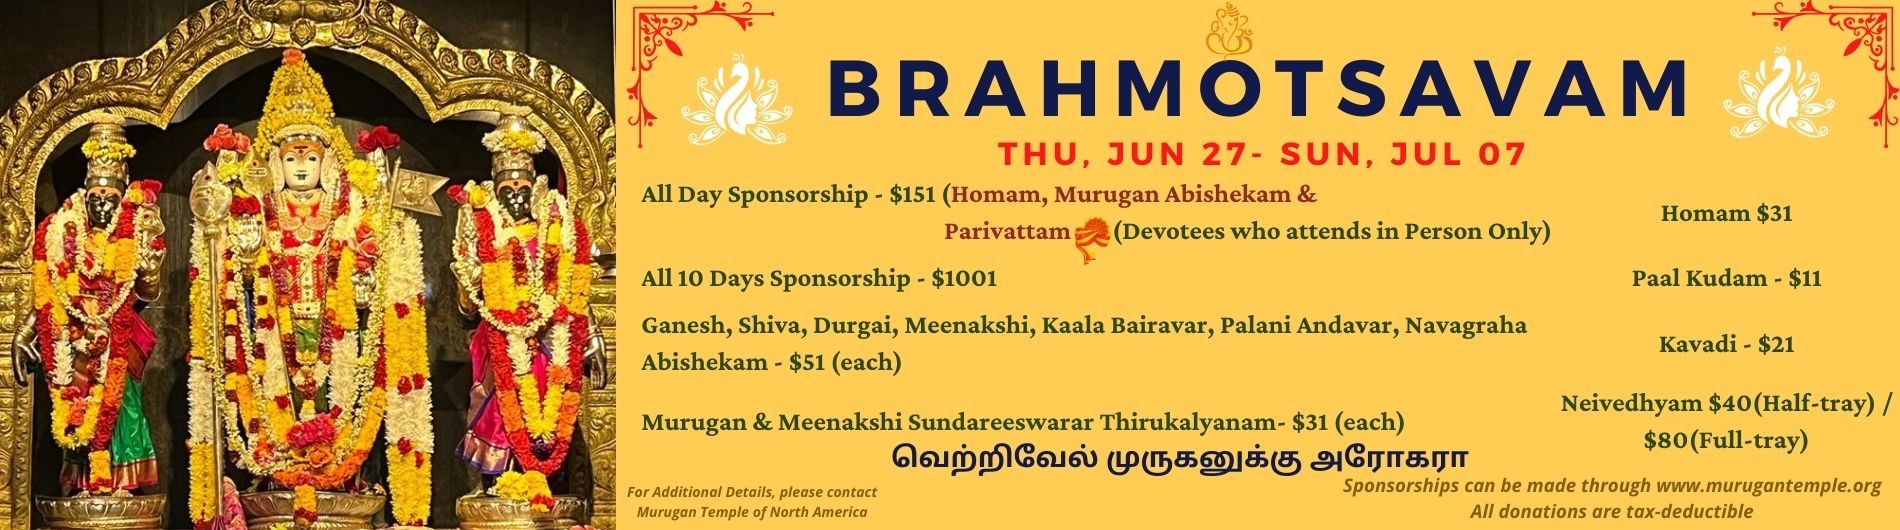 BRAHMOTSAVAM
THU, JUN 27- SUN, JUL 07
All Day Sponsorship - $151 (Homam, Murugan Abishekam &
Parivattam (Devotees who attends in Person Only)
All 10 Days Sponsorship - $1001
Ganesh, Shiva, Durgai, Meenakshi, Kaala Bairavar, Palani Andavar, Navagraha
Abishekam - $51 (each)
Murugan & Meenakshi Sundareeswarar Thirukalyanam- $31 (each)
Homam $31
Paal Kudam - $11
Kavadi - $21
Neivedhyam $40(Half-tray) /
$80(Full-tray)
வெற்றிவேல் முருகனுக்கு அரோகரா
For Additional Details, please contact
Murugan Temple of North America
Sponsorships can be made through www.murugantemple.org
All donations are tax-deductible